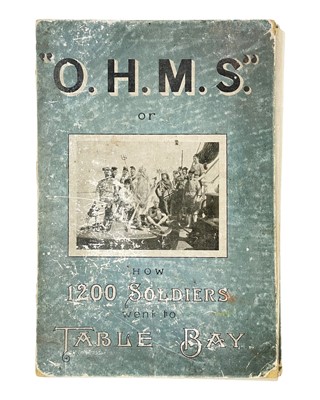 "O.H.M.S."
or
HOW
1200 SOLDIERS
went to
TABLE BAY